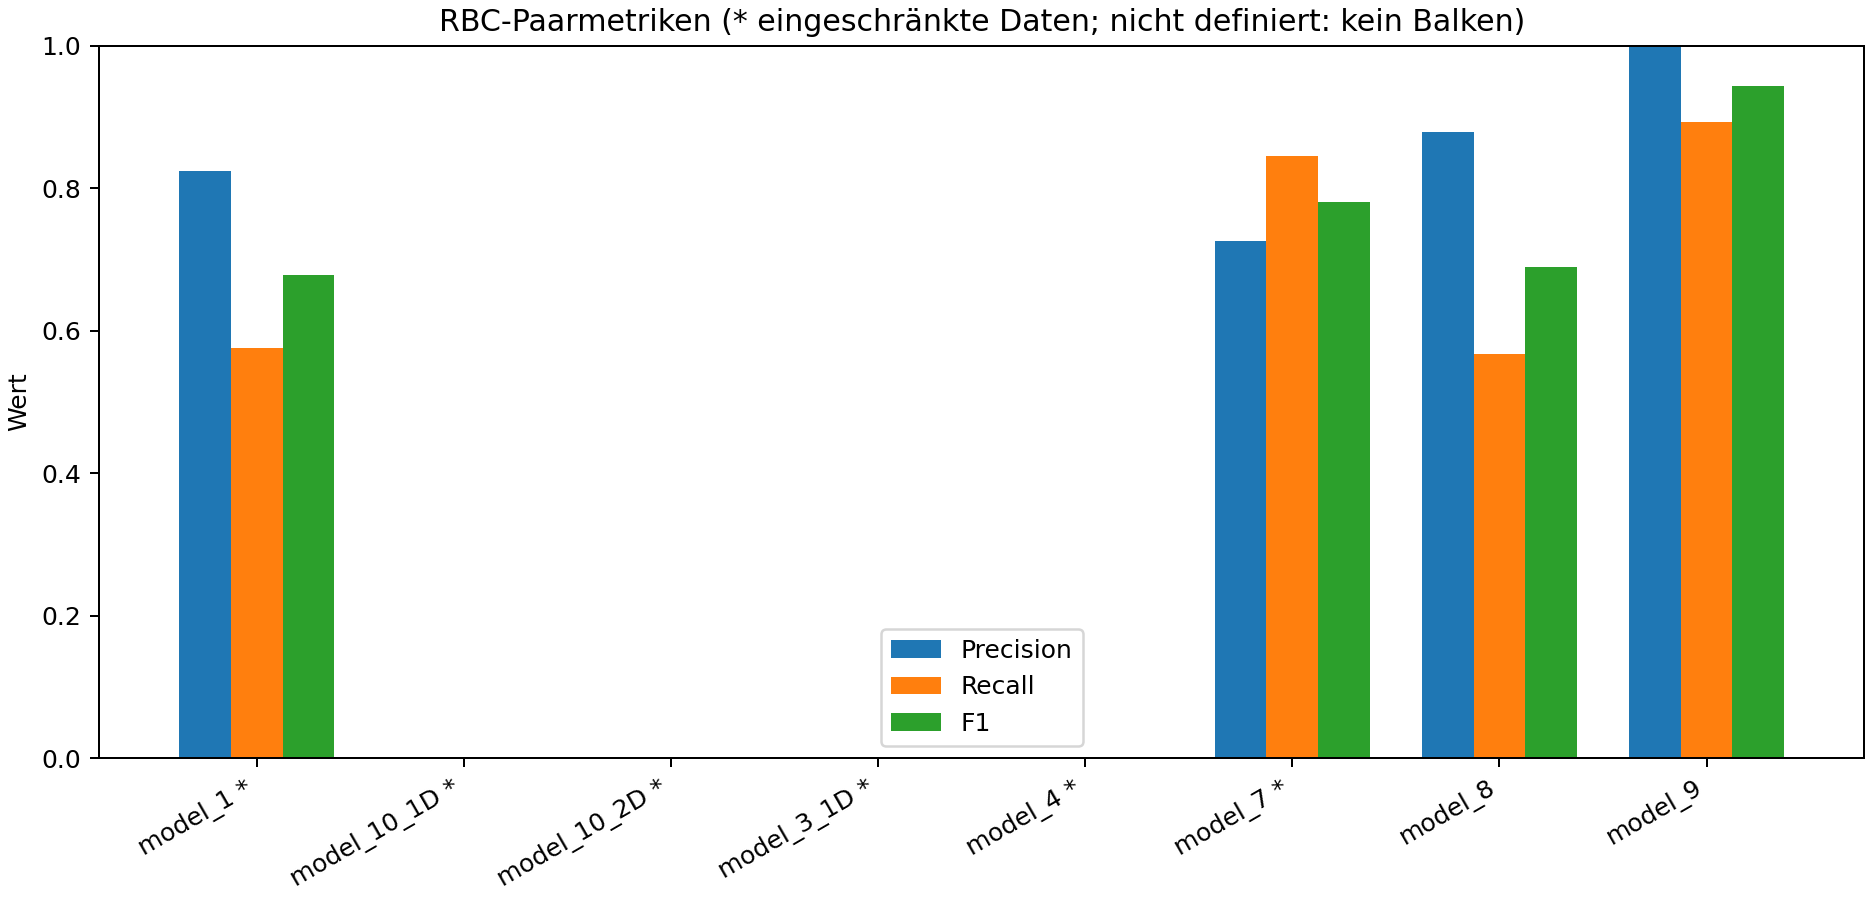 RBC-Paarmetriken (* eingeschränkte Daten; nicht definiert: kein Balken)
1.0
0.8
0.6
0.4
0.2
0.0
Wert
Precision
Recall
F1
model_1 *
model_10_1D *
model_10_2D *
model_3_1D *
model_4 *
model_7 *
model_8
model_9